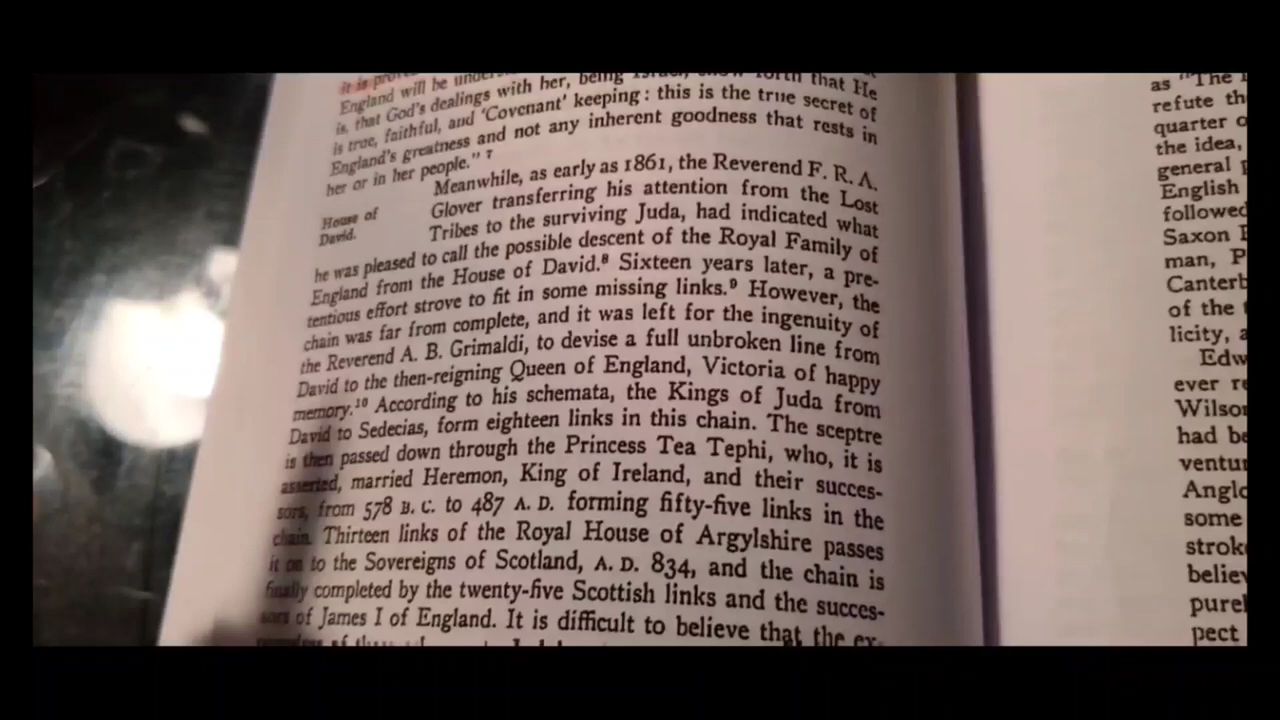 it is
England will be
is, that God's dealings with her, being Israel, forth that He
is true, faithful, and 'Covenant' keeping: this is the true secret of
England's greatness and not any inherent goodness that rests in
her or in her people." 7
Meanwhile, as early as 1861, the Reverend F. R. A.
House of
David.
Glover transferring his attention from the Lost
Tribes to the surviving Juda, had indicated what
he was pleased to call the possible descent of the Royal Family of
England from the House of David.8 Sixteen years later, a pre-
tentious effort strove to fit in some missing links.9 However, the
chain was far from complete, and it was left for the ingenuity of
the Reverend A. B. Grimaldi, to devise a full unbroken line from
David to the then-reigning Queen of England, Victoria of happy
memory.10 According to his schemata, the Kings of Juda from
David to Sedecias, form eighteen links in this chain. The sceptre
is then passed down through the Princess Tea Tephi, who, it is
asserted, married Heremon, King of Ireland, and their succes-
sors, from 578 B. C. to 487 A. D. forming fifty-five links in the
chain. Thirteen links of the Royal House of Argylshire passes
it on to the Sovereigns of Scotland, A. D. 834, and the chain is
finally completed by the twenty-five Scottish links and the succes-
sors of James I of England. It is difficult to believe that the ex-
as "The
refute th
quarter o
the idea,
general
English
followed
Saxon
man, P
Canterb
of the
licity, a
Edw
ever re
Wilson
had be
ventur
Anglo
some
stroke
believ
purel
pect